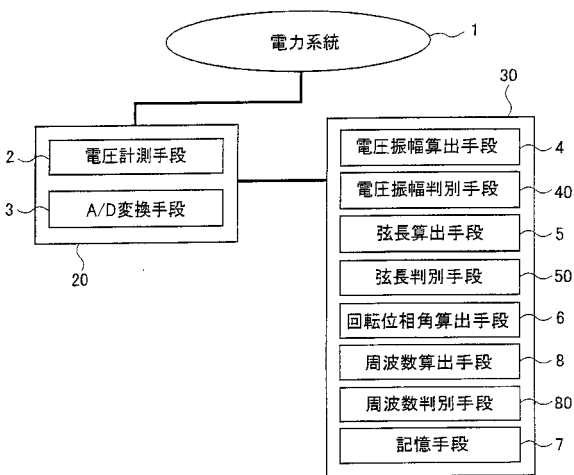 電力系統
1
30
2
電圧計測手段
3
A/D変換手段
20
電圧振幅算出手段
4
電圧振幅判別手段
40
弦長算出手段
5
弦長判別手段
50
回転位相角算出手段
6
周波数算出手段
8
周波数判別手段
80
記憶手段
7